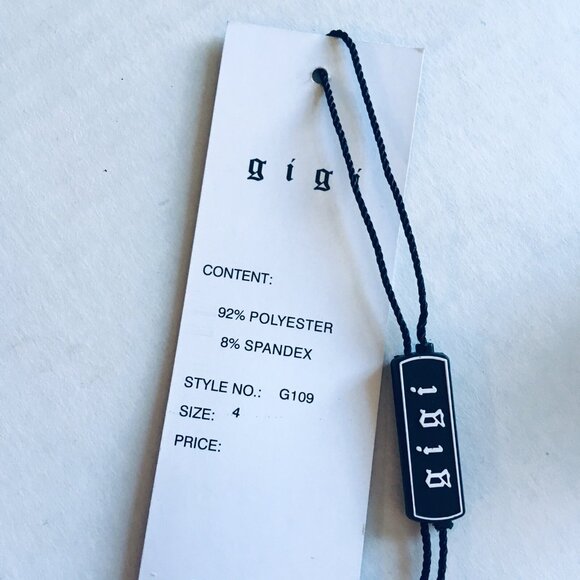 gigi
CONTENT:
92% POLYESTER
8% SPANDEX
STYLE NO.: G109
SIZE: 4
PRICE:
gigi